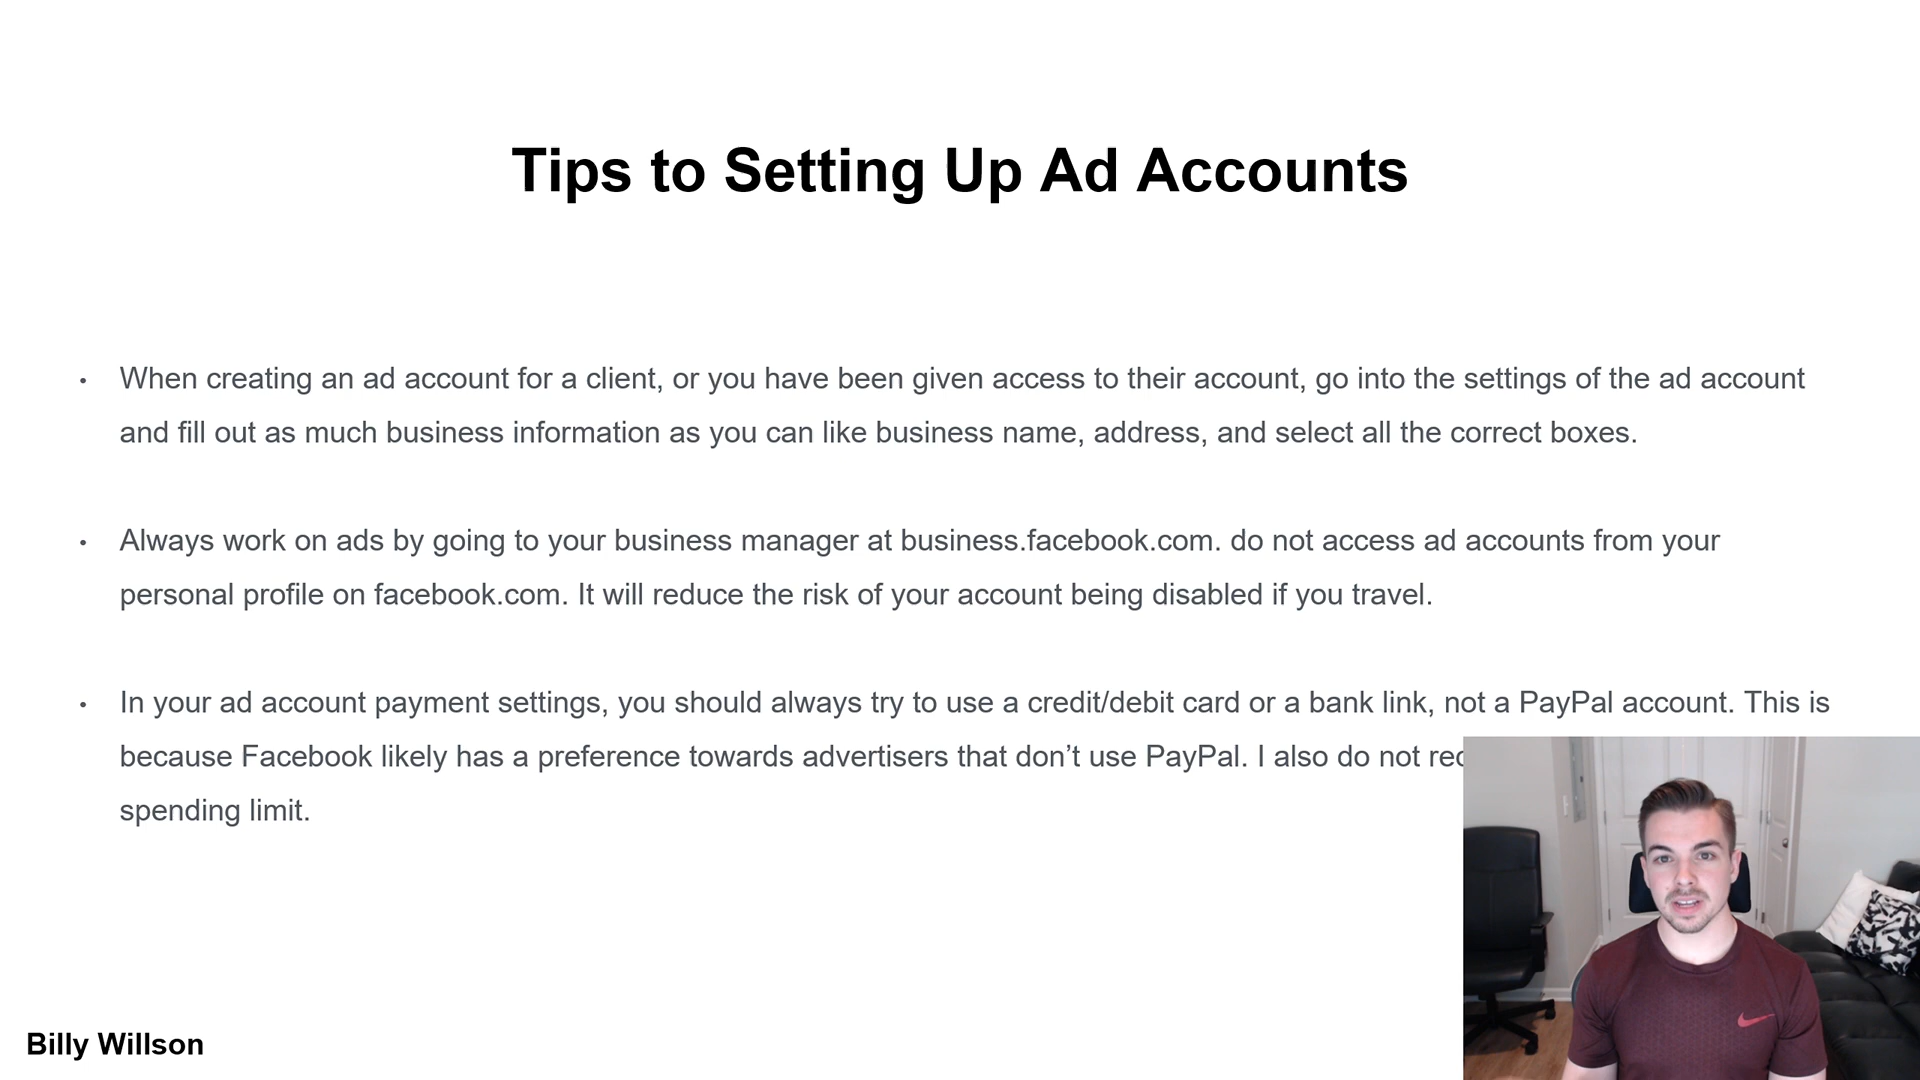 Tips to Setting Up Ad Accounts
• When creating an ad account for a client, or you have been given access to their account, go into the settings of the ad account
and fill out as much business information as you can like business name, address, and select all the correct boxes.
• Always work on ads by going to your business manager at business.facebook.com. do not access ad accounts from your
personal profile on facebook.com. It will reduce the risk of your account being disabled if you travel.
• In your ad account payment settings, you should always try to use a credit/debit card or a bank link, not a PayPal account. This is
because Facebook likely has a preference towards advertisers that don’t use PayPal. I also do not
spending limit.
Billy Willson